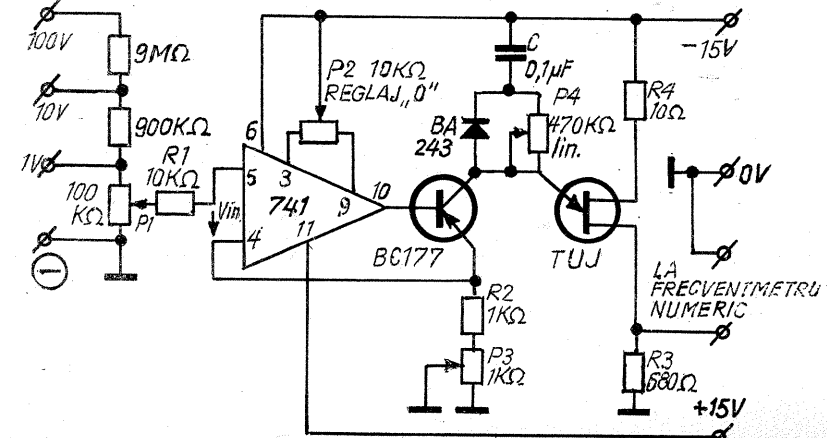 100V
9MΩ
10V
900KΩ
1V
R1
10KΩ
100
KΩ
P1
1
Vin
6
5
4
3
741
9
11
10
P2 10KΩ
REGLAJ„0"
BC177
BA
243
C
0,1µF
P4
470KΩ
lin.
R4
10Ω
TUJ
R2
1KΩ
P3
1KΩ
-15V
0V
LA
FRECVENTMETRU
NUMERIC
R3
680Ω
+15V